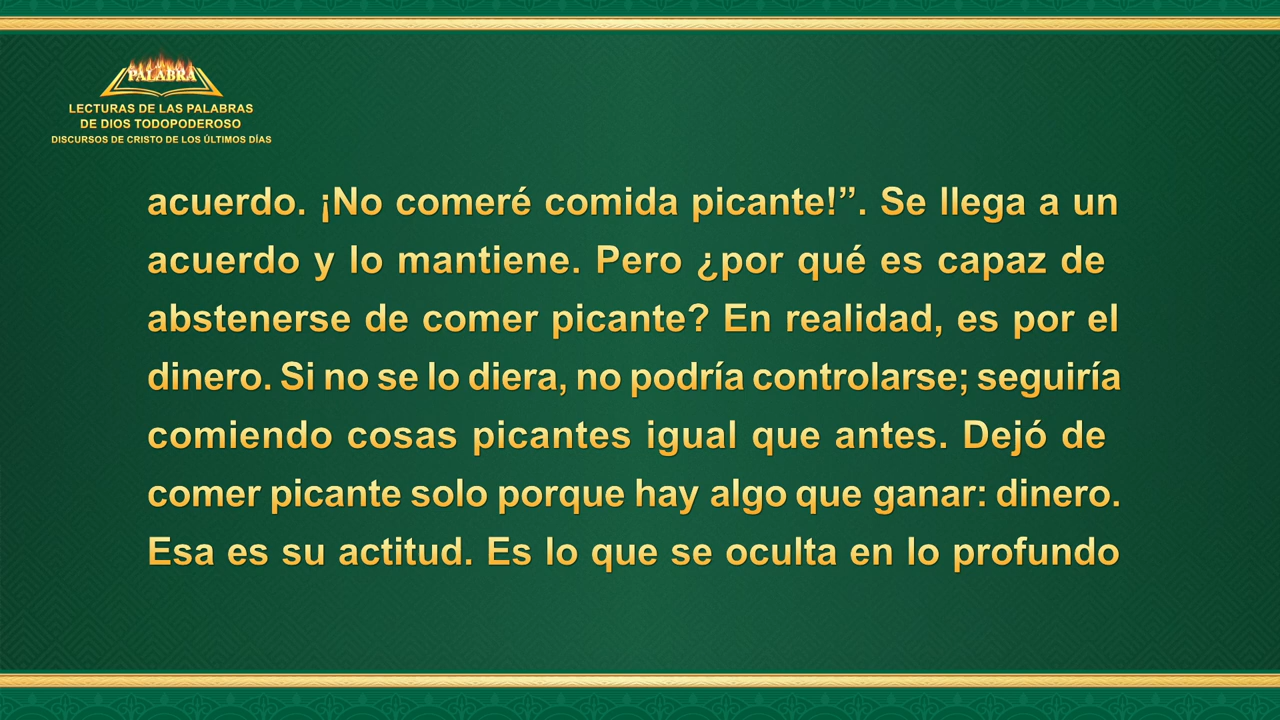 PALABRA
LECTURAS DE LAS PALABRAS
DE DIOS TODOPODEROSO
DISCURSOS DE CRISTO DE LOS ÚLTIMOS DÍAS
acuerdo. ¡No comeré comida picante!”. Se llega a un
acuerdo y lo mantiene. Pero ¿por qué es capaz de
abstenerse de comer picante? En realidad, es por el
dinero. Si no se lo diera, no podría controlarse; seguiría
comiendo cosas picantes igual que antes. Dejó de
comer picante solo porque hay algo que ganar: dinero.
Esa es su actitud. Es lo que se oculta en lo profundo